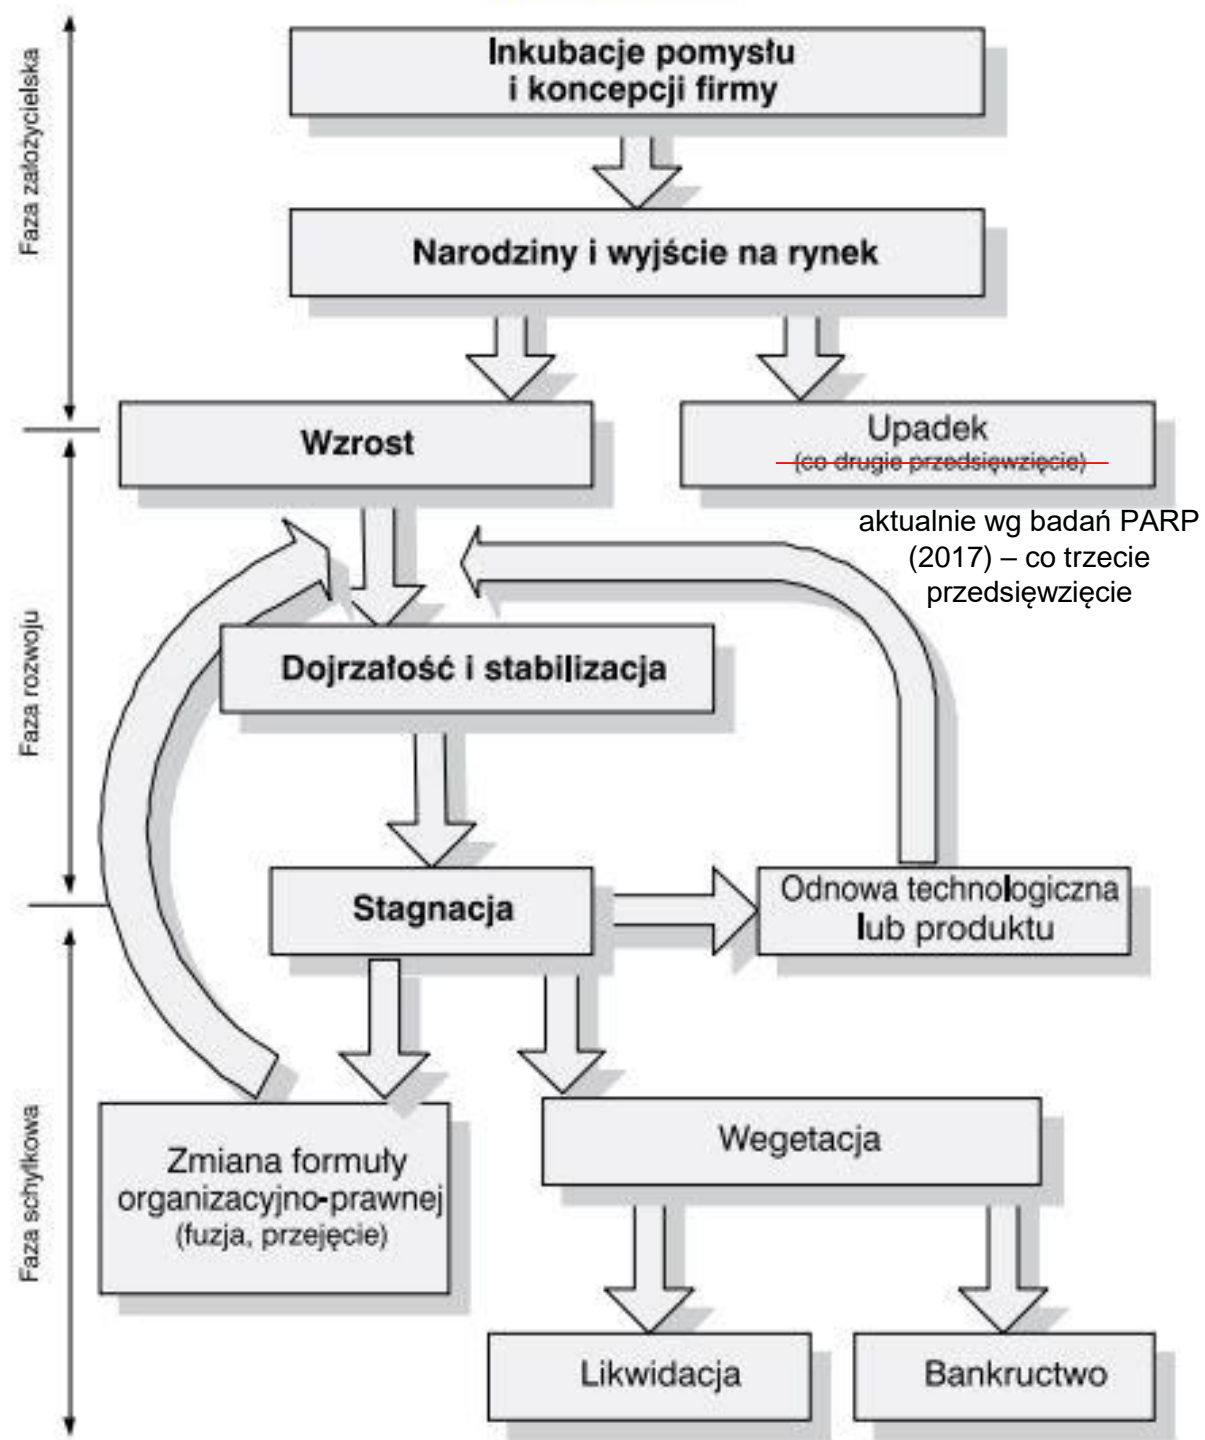 Faza założycielska
Inkubacje pomysłu
i koncepcji firmy
Narodziny i wyjście na rynek
Wzrost
Upadek
(co drugie przedsięwzięcie)
aktualnie wg badań PARP
(2017) – co trzecie
przedsięwzięcie
Faza rozwoju
Dojrzałość i stabilizacja
Stagnacja
Odnowa technologiczna
lub produktu
Faza schyłkowa
Zmiana formuły
organizacyjno-prawnej
(fuzja, przejęcie)
Wegetacja
Likwidacja
Bankructwo